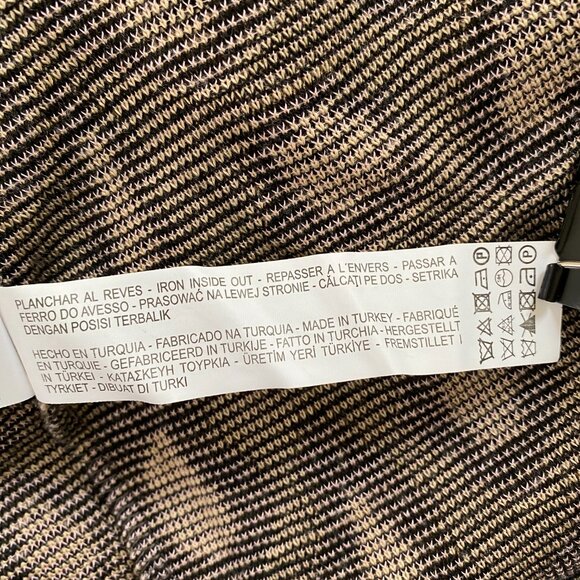 PLANCHAR AL REVES - IRON INSIDE OUT - REPASSER A L´ENVERS - PASSAR A
FERRO DO AVESSO - PRASOWAĆ NA LEWEJ STRONIE - CĂLCAŢI PE DOS - SETRIKA
DENGAN POSISI TERBALIK
HECHO EN TURQUIA - FABRICADO NA TURQUIA - MADE IN TURKEY - FABRIQUÉ
EN TURQUIE - GEFABRICEERD IN TURKIJE - FATTO IN TURCHIA - HERGESTELLT
IN TÜRKEI - ΚΑΤΑΣΚΕΥΗ ΤΟΥΡΚΙΑ - ÜRETİM YERİ TÜRKİYE - FREMSTILLET I
TYRKIET - DIBUAT DI TURKI